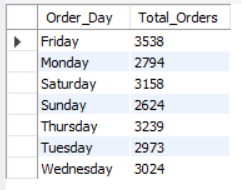 Order_Day Total_Orders
Friday 3538
Monday 2794
Saturday 3158
Sunday 2624
Thursday 3239
Tuesday 2973
Wednesday 3024